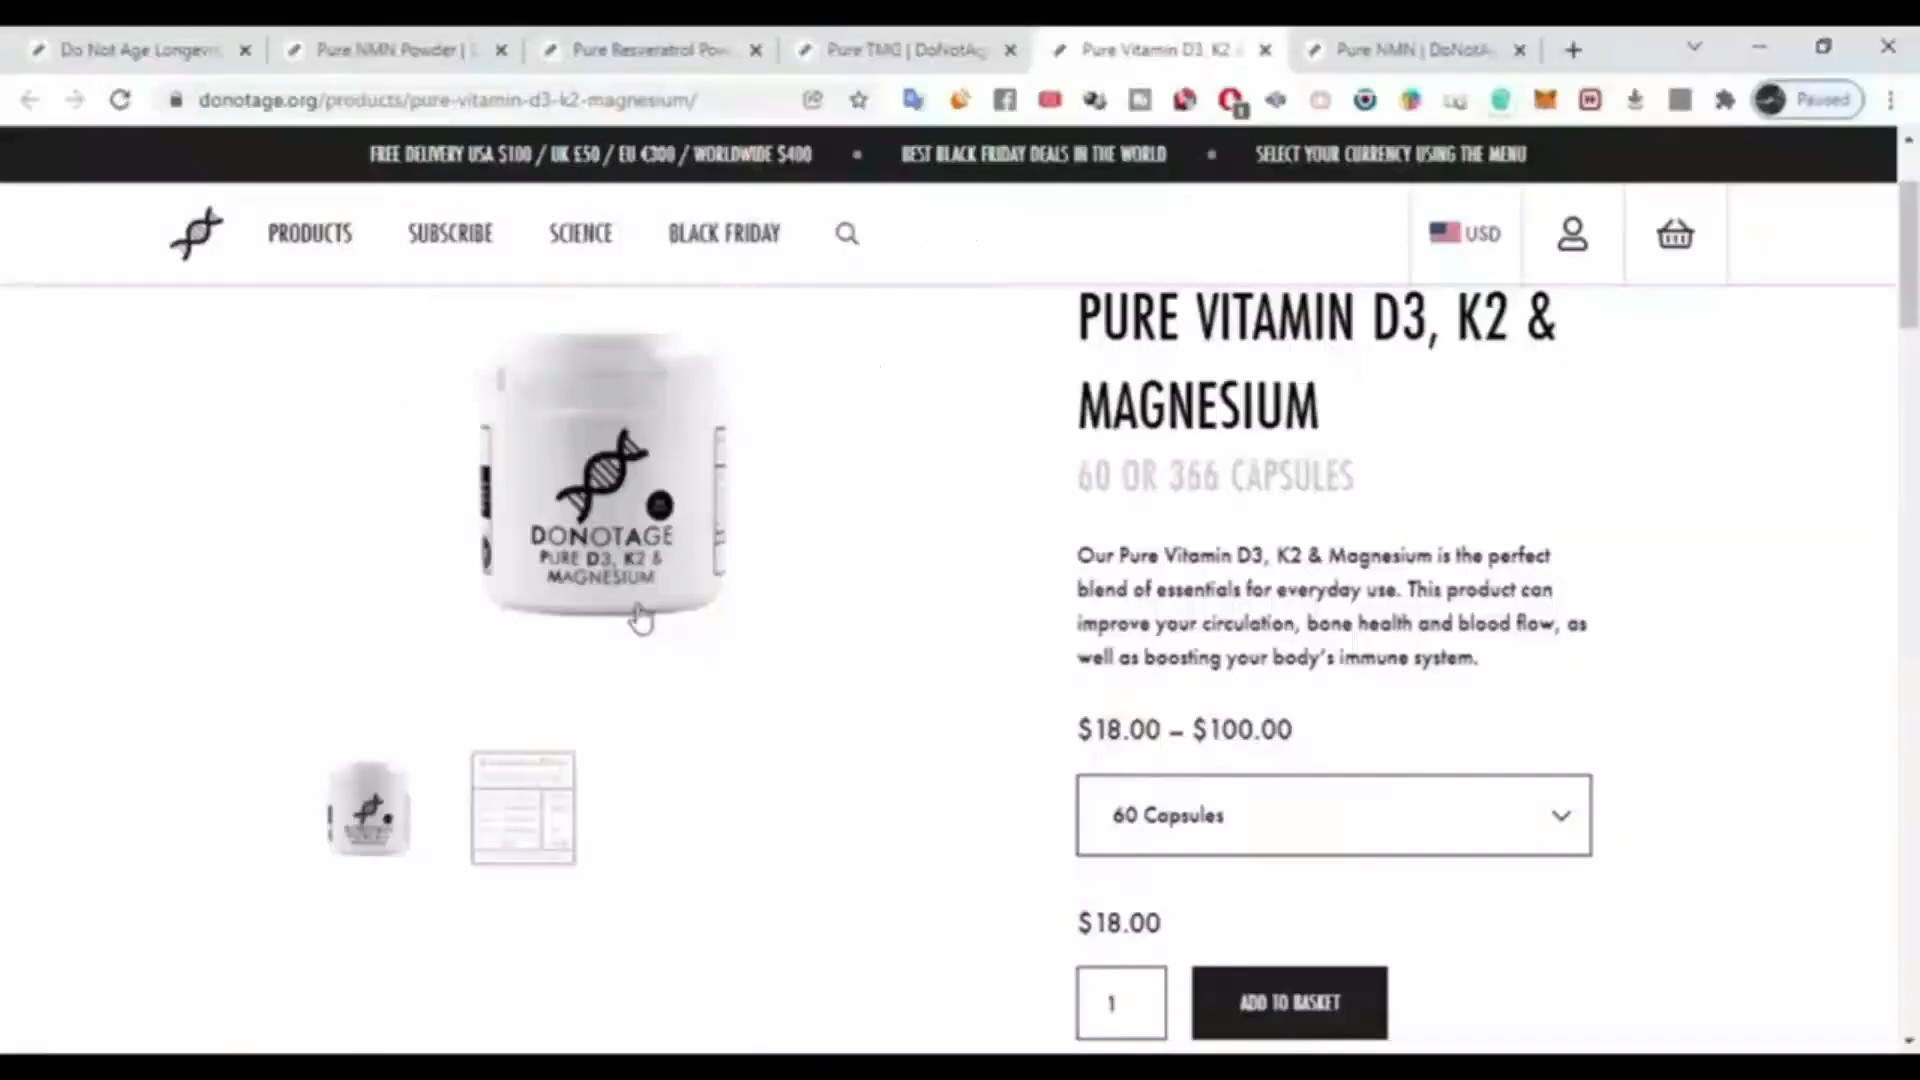 Do Not Age Longev
Pure NMN Powder |
Pure Resveratrol Pow
Pure TMG | DoNotAg
Pure Vitamin D3, K2
Pure NMN | DoNotA
donotage.org/products/pure-vitamin-d3-k2-magnesium/
Paused
FREE DELIVERY USA $100 / UK £50 / EU €300 / WORLDWIDE $400
BEST BLACK FRIDAY DEALS IN THE WORLD
SELECT YOUR CURRENCY USING THE MENU
PRODUCTS
SUBSCRIBE
SCIENCE
BLACK FRIDAY
USD
PURE VITAMIN D3, K2 &
MAGNESIUM
60 OR 366 CAPSULES
DONOTAGE
PURE D3, K2 &
MAGNESIUM
Our Pure Vitamin D3, K2 & Magnesium is the perfect
blend of essentials for everyday use. This product can
improve your circulation, bone health and blood flow, as
well as boosting your body's immune system.
$18.00 – $100.00
60 Capsules
$18.00
1
ADD TO BASKET